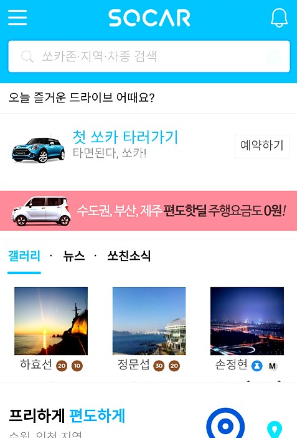 SOCAR
쏘카존·지역·차종 검색
오늘 즐거운 드라이브 어때요?
첫 쏘카 타러가기
타면된다, 쏘카!
예약하기
수도권, 부산, 제주 편도핫딜 주행요금도 0원!
갤러리 · 뉴스 · 쏘친소식
하효선 20 10
정문섭 30 20
손정현 M
프리하게 편도하게
수원, 인천 지역